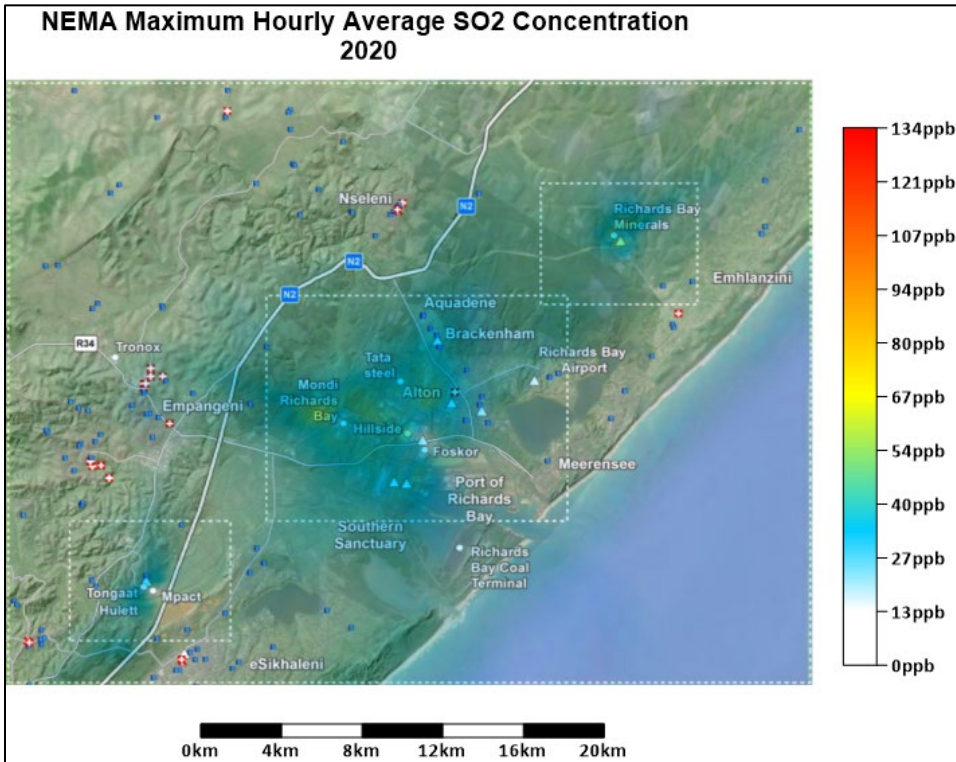 NEMA Maximum Hourly Average SO2 Concentration
2020
134ppb
121ppb
107ppb
94ppb
80ppb
67ppb
54ppb
40ppb
27ppb
13ppb
0ppb
Nseleni
N2
Richards Bay
Minerals
N2
Emhlanzini
N2
Aquadene
Brackenham
R34
Tronox
Richards Bay
Airport
Tata
steel
Mondi
Richards
Bay
Alton
Empangeni
Hillside
Foskor
Meerensee
Port of
Richards
Bay
Southern
Sanctuary
Richards
Bay Coal
Terminal
Tongaat
Hulett
Mpact
eSikhaleni
0km 4km 8km 12km 16km 20km